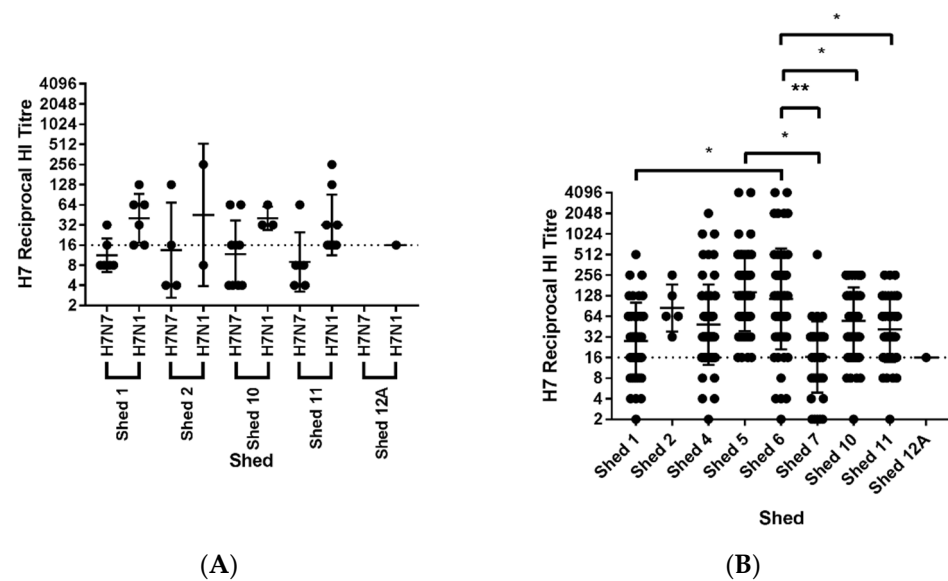 H7 Reciprocal HI Titre
4096
2048
1024
512
256
128
64
32
16
8
4
2
H7N7
H7N1
H7N7
H7N1
H7N7
H7N1
H7N7
H7N1
H7N7
H7N1
Shed 1
Shed 2
Shed 10
Shed 11
Shed 12A
Shed
(A)
*
*
**
*
*
H7 Reciprocal HI Titre
4096
2048
1024
512
256
128
64
32
16
8
4
2
Shed 1
Shed 2
Shed 4
Shed 5
Shed 6
Shed 7
Shed 10
Shed 11
Shed 12A
Shed
(B)